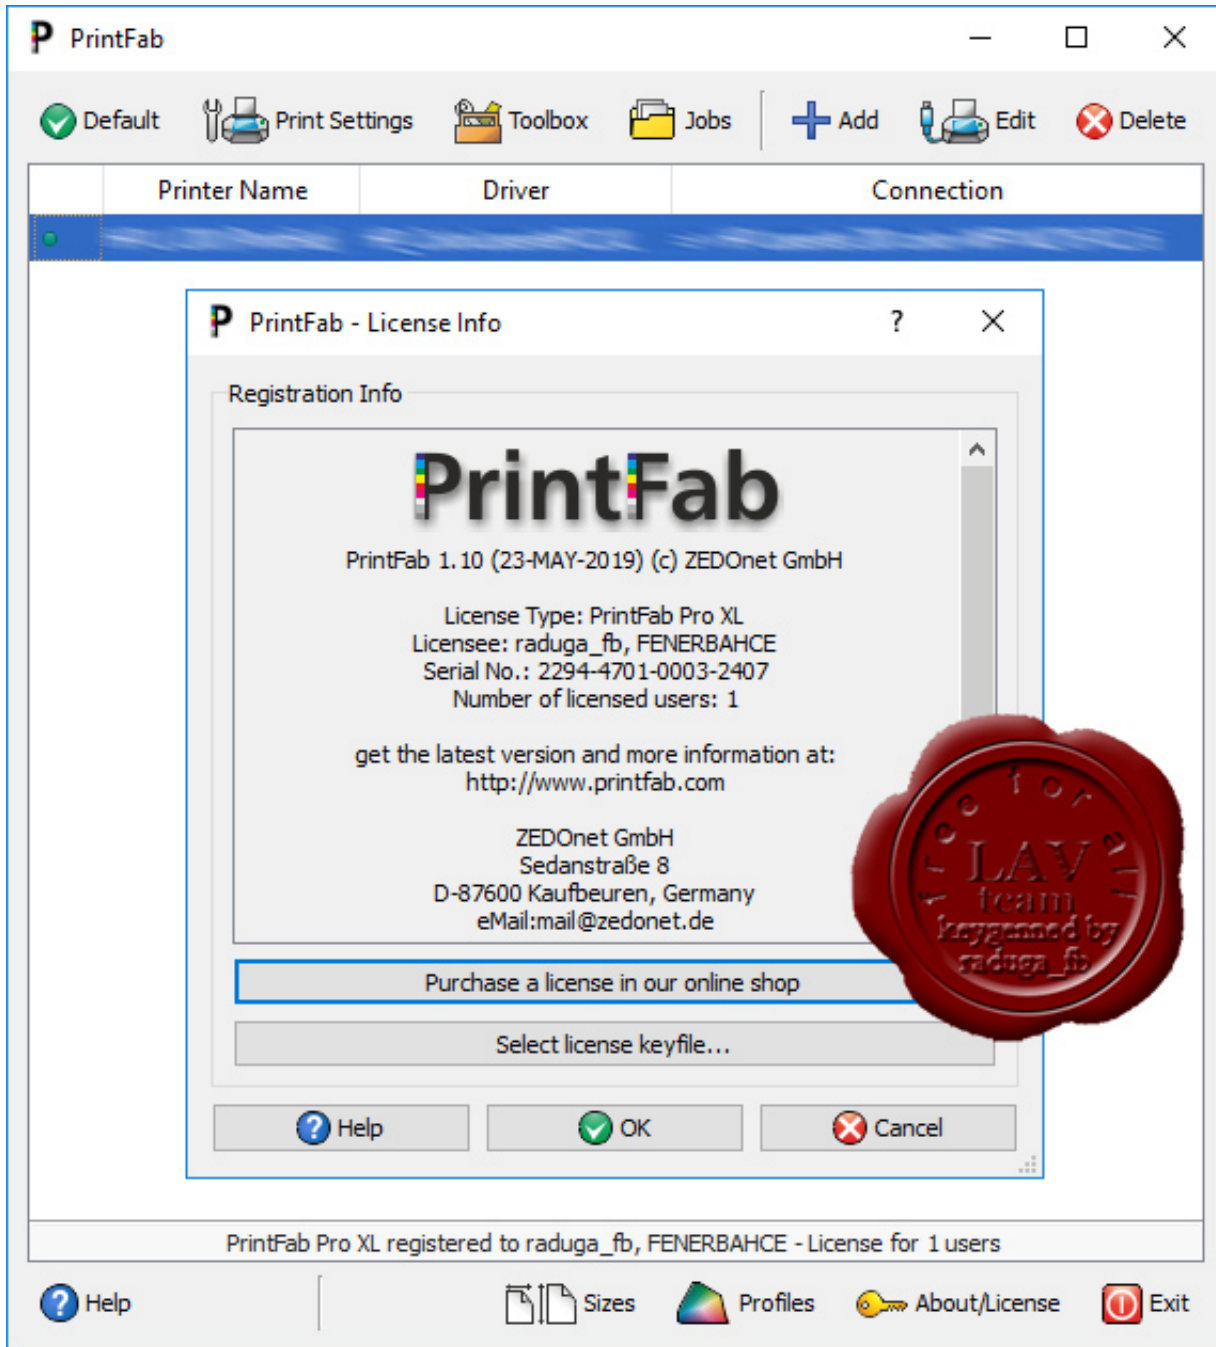 PrintFab
Default Print Settings Toolbox Jobs Add Edit Delete
Printer Name Driver Connection
PrintFab - License Info ?
Registration Info
PrintFab
PrintFab 1.10 (23-MAY-2019) (c) ZEDOnet GmbH
License Type: PrintFab Pro XL
Licensee: raduga_fb, FENERBAHCE
Serial No.: 2294-4701-0003-2407
Number of licensed users: 1
get the latest version and more information at:
http://www.printfab.com
ZEDOnet GmbH
Sedanstraße 8
D-87600 Kaufbeuren, Germany
eMail:mail@zedonet.de
free for all
LAV
team
keygenned by
raduga_fb
Purchase a license in our online shop
Select license keyfile...
Help OK Cancel
PrintFab Pro XL registered to raduga_fb, FENERBAHCE - License for 1 users
Help Sizes Profiles About/License Exit